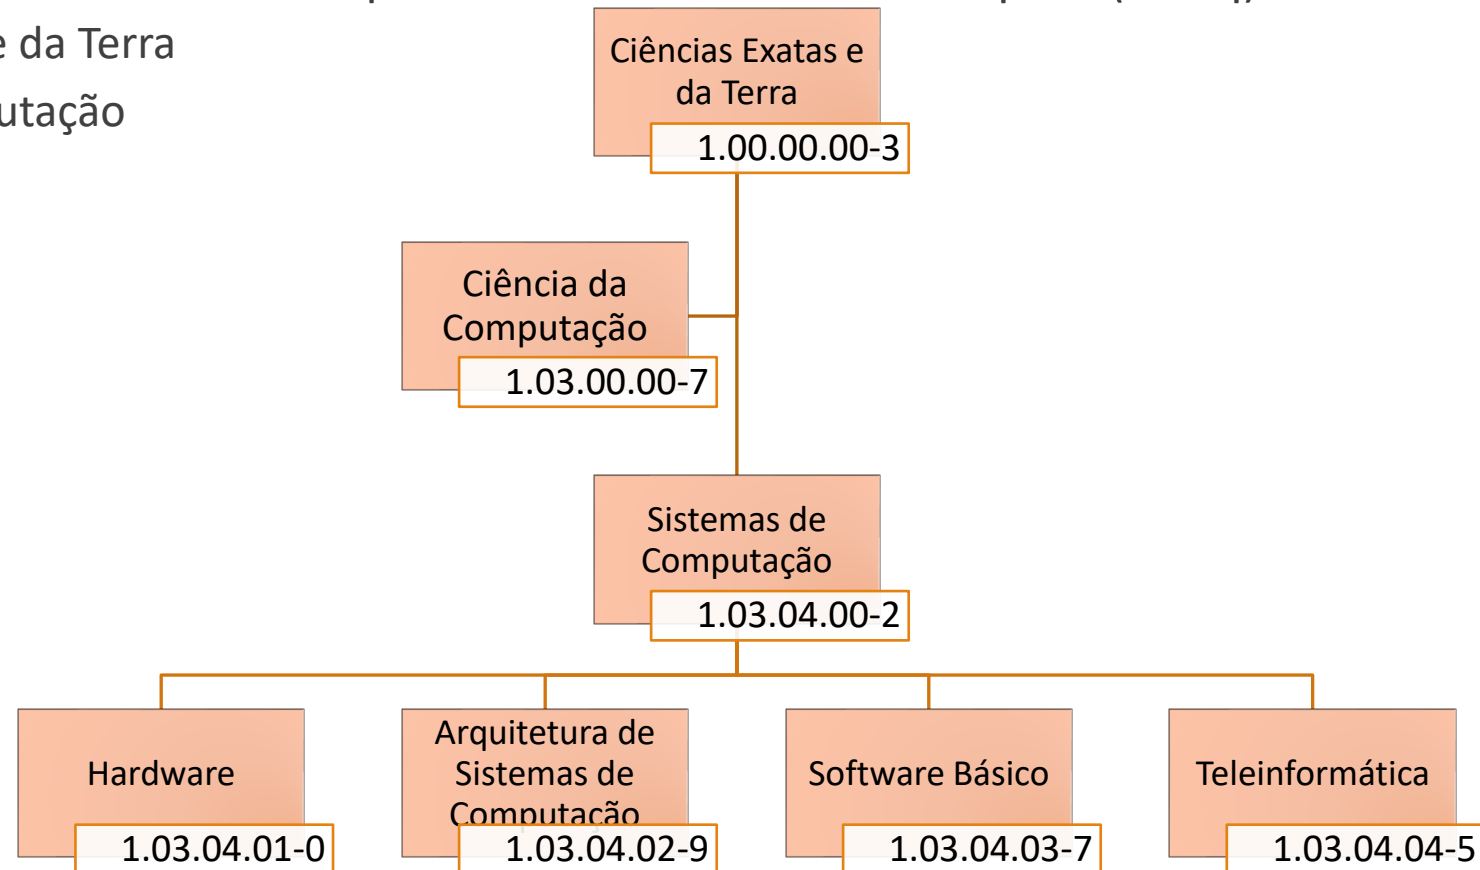 e da Terra
utação
Ciências Exatas e
da Terra
1.00.00.00-3
Ciência da
Computação
1.03.00.00-7
Sistemas de
Computação
1.03.04.00-2
Hardware
1.03.04.01-0
Arquitetura de
Sistemas de
Computação
1.03.04.02-9
Software Básico
1.03.04.03-7
Teleinformática
1.03.04.04-5